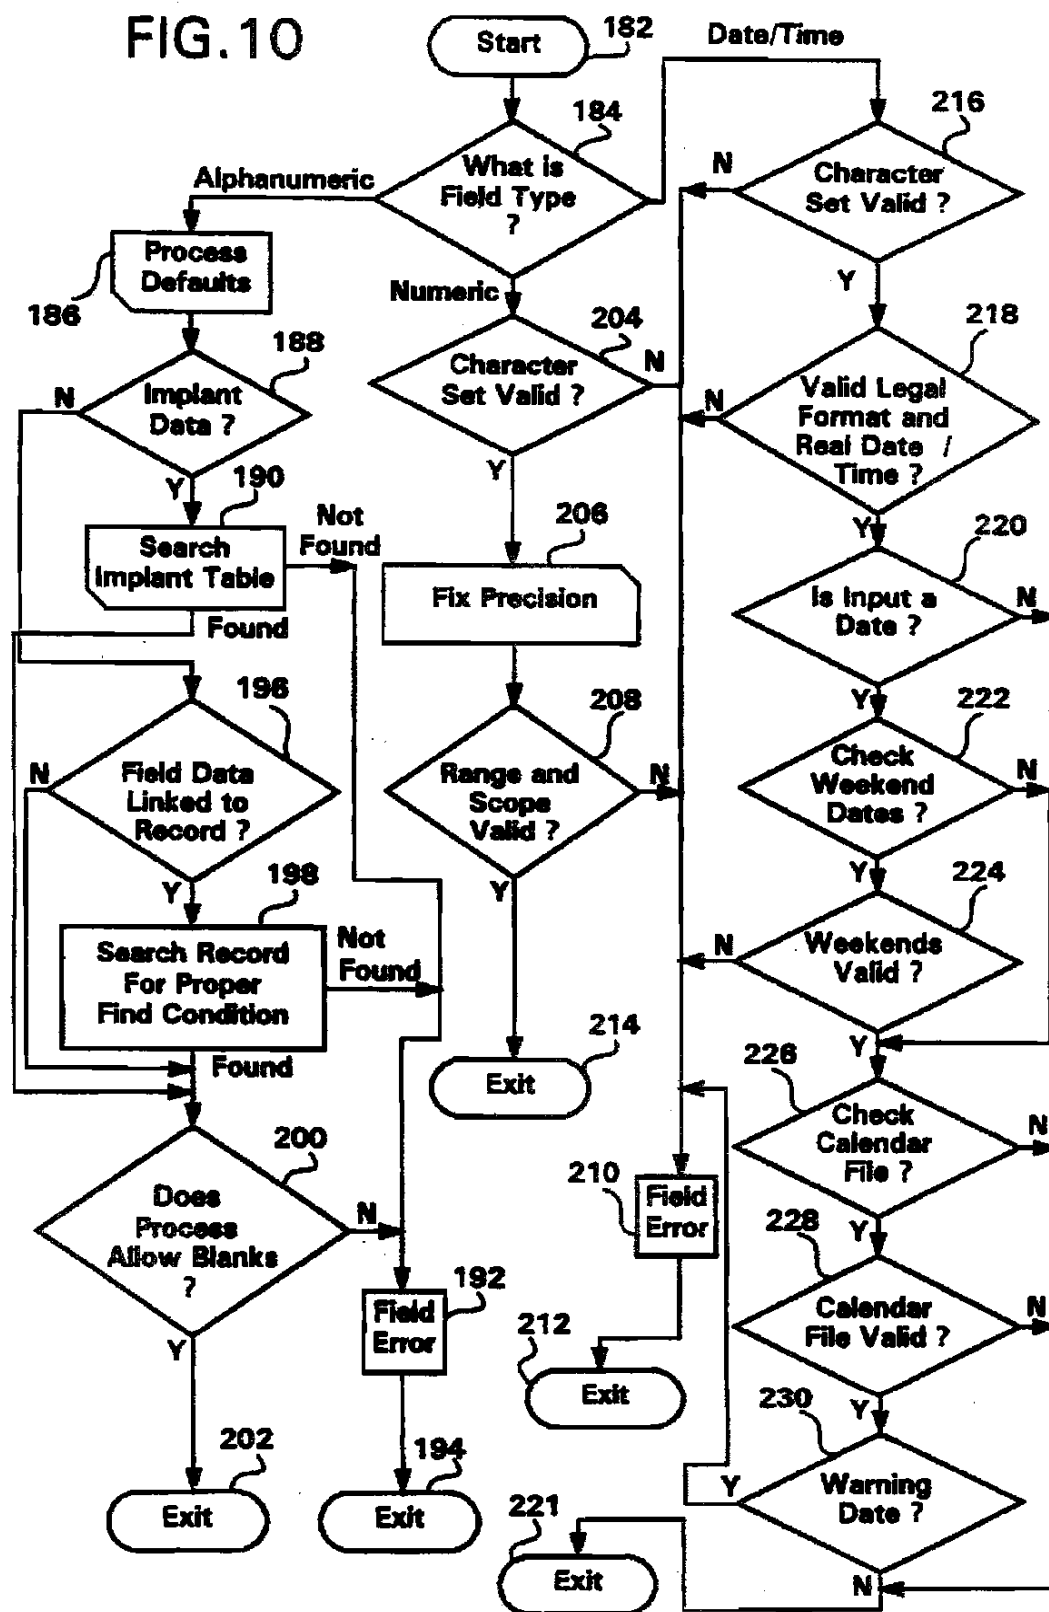 FIG.10
Start
182
Date/Time
184
What is
Field Type
?
Alphanumeric
Numeric
216
N
Character
Set Valid ?
Y
Process
Defaults
186
188
N
Implant
Data ?
Y
190
Search
Implant Table
Not
Found
Found
196
N
Field Data
Linked to
Record ?
Y
198
Search Record
For Proper
Find Condition
Not
Found
Found
200
Does
Process
Allow Blanks
?
N
Y
202
Exit
192
Field
Error
194
Exit
204
Character
Set Valid ?
N
Y
206
Fix Precision
208
Range and
Scope
Valid ?
N
Y
214
Exit
210
Field
Error
212
Exit
218
N
Valid Legal
Format and
Real Date /
Time ?
Y
220
Is Input a
Date ?
N
Y
222
Check
Weekend
Dates ?
N
Y
224
N
Weekends
Valid ?
Y
226
Check
Calendar
File ?
N
Y
228
Calendar
File Valid ?
N
Y
230
Y
Warning
Date ?
N
221
Exit